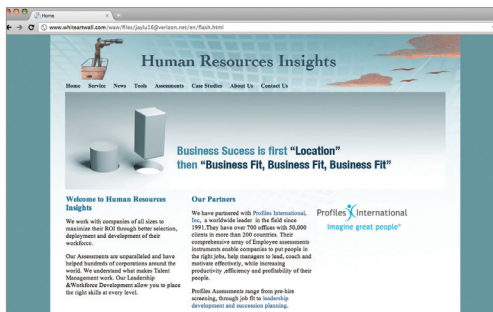 Home
www.whiteartwall.com/waw/files/jaylu16@verizon.net/en/flash.html
Human Resources Insights
Home Service News Tools Assessments Case Studies About Us Contact Us
Business Sucess is first “Location”
then “Business Fit, Business Fit, Business Fit”
Welcome to Human Resources
Insights
We work with companies of all sizes to
maximize their ROI through better selection,
deployment and development of their
workforce.
Our Assessments are unparalleled and have
helped hundreds of corporations around the
world. We understand what makes Talent
Management work. Our Leadership
&Workforce Development allow you to place
the right skills at every level.
Our Partners
We have partnered with Profiles International,
Inc, a worldwide leader in the field since
1991.They have over 700 offices with 50,000
clients in more than 200 countries. Their
comprehensive array of Employee assessments
instruments enable companies to put people in
the right jobs, help managers to lead, coach and
motivate effectively, while increasing
productivity ,efficiency and profitability of their
people.
Profiles Assessments range from pre-hire
screening, through job fit to leadership
development and succession planning.
Profiles International
Imagine great people®